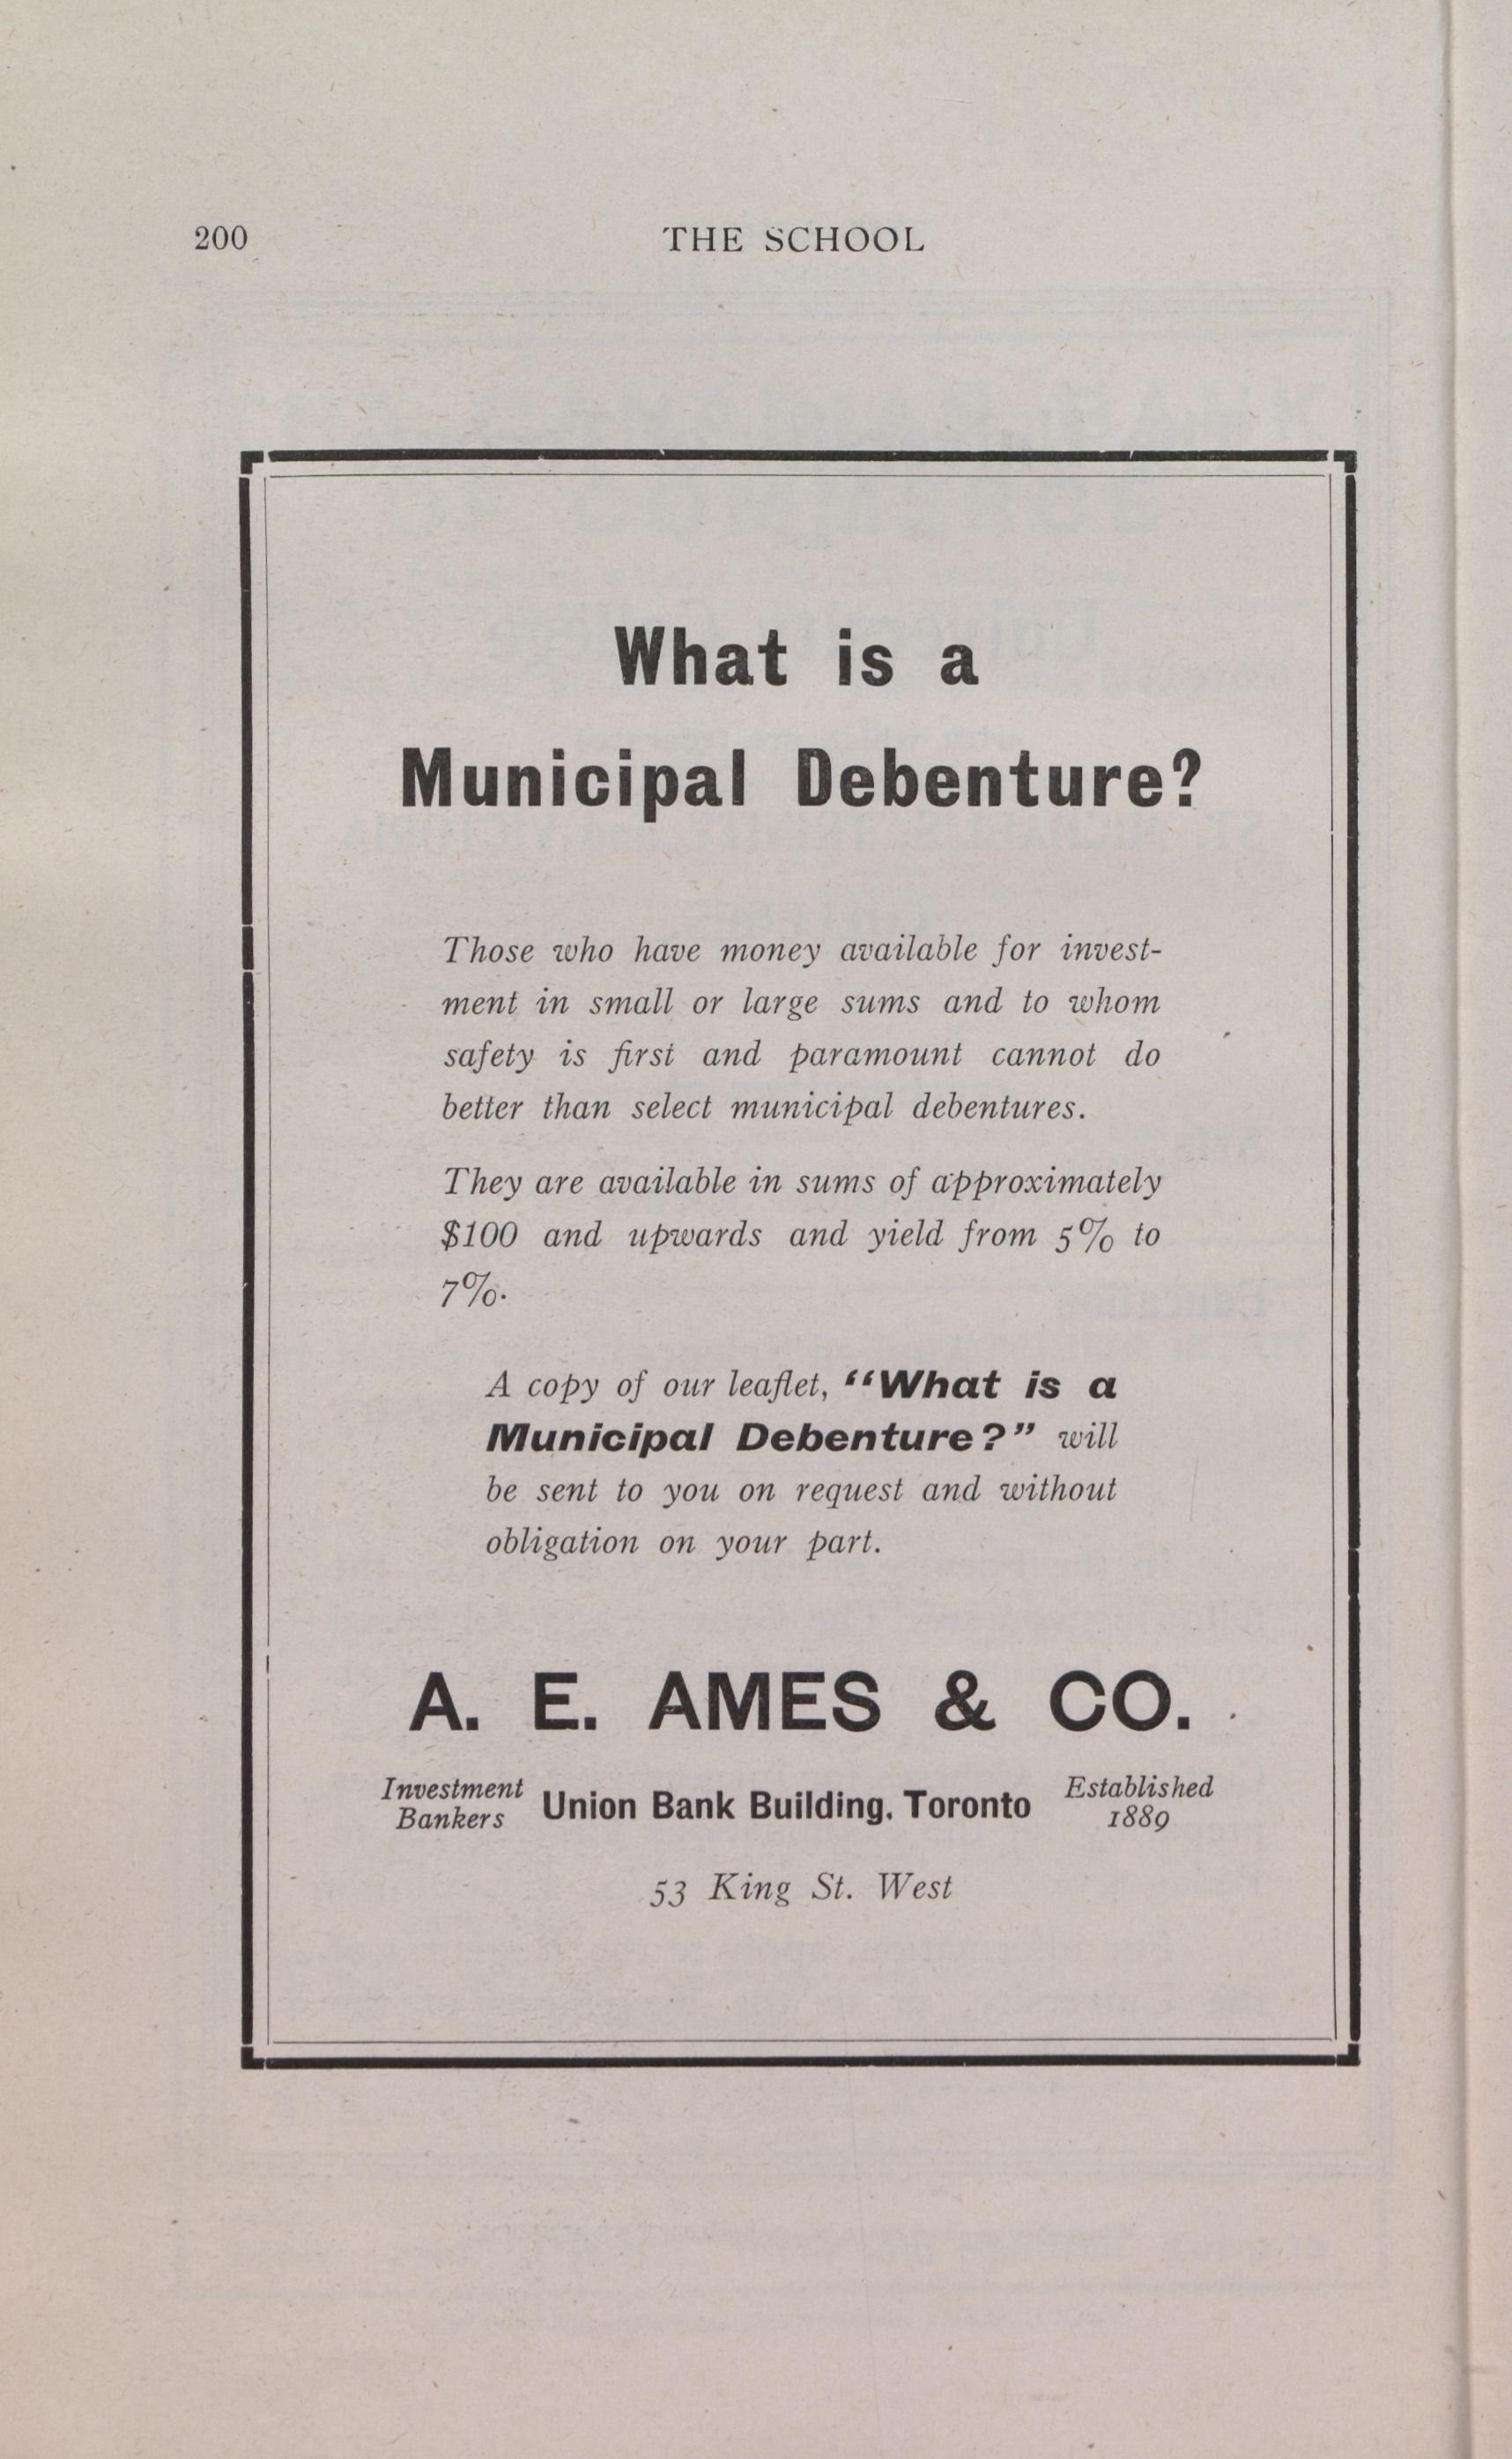 200
THE SCHOOL
What is a
Municipal Debenture?
Those who have money available for invest-
ment in small or large sums and to whom
safety is first and paramount cannot do
better than select municipal debentures.
They are available in sums of approximately
$100 and upwards and yield from 5% to
7%.
A copy of our leaflet, “What is a
Municipal Debenture?” will
be sent to you on request and without
obligation on your part.
A. E. AMES & CO.
Investment
Bankers
Union Bank Building, Toronto
Established
1889
53 King St. West